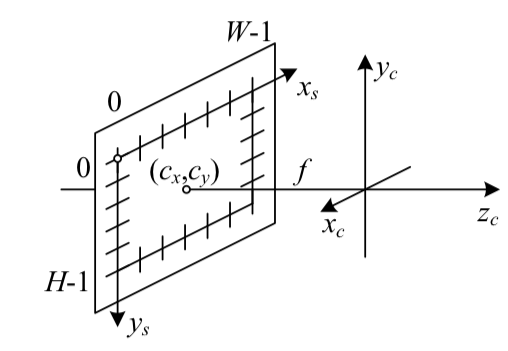 W-1
0
x_s
y_c
0
(c_x,c_y)
f
x_c
z_c
H-1
y_s